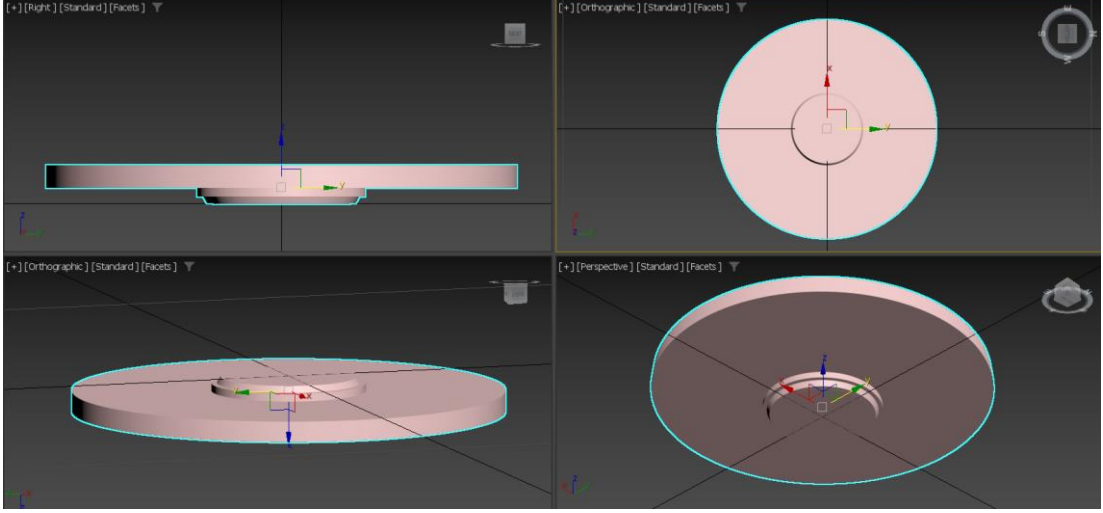 [+] [Right] [Standard] [Facets]
[+] [Orthographic] [Standard] [Facets]
z
y
x
y
E
S
N
W
z
z
[+] [Orthographic] [Standard] [Facets]
[+] [Perspective] [Standard] [Facets]
y
x
z
z
y
x
z
z